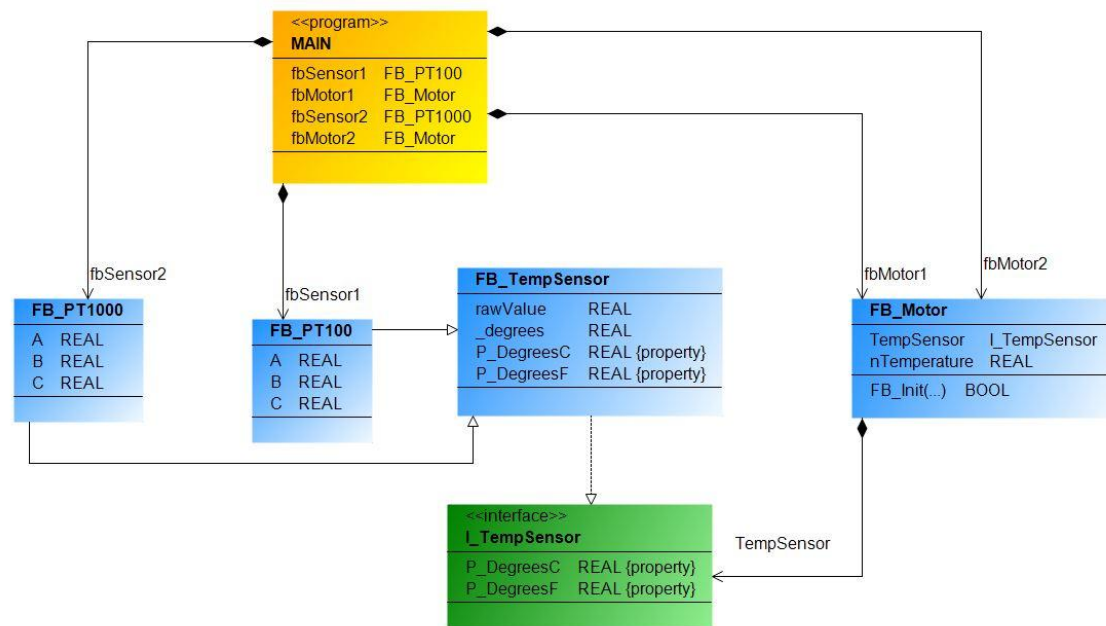 <<program>>
MAIN
fbSensor1 FB_PT100
fbMotor1 FB_Motor
fbSensor2 FB_PT1000
fbMotor2 FB_Motor
fbSensor2
fbSensor1
fbMotor1
fbMotor2
FB_PT1000
A REAL
B REAL
C REAL
FB_PT100
A REAL
B REAL
C REAL
FB_TempSensor
rawValue REAL
_degrees REAL
P_DegreesC REAL {property}
P_DegreesF REAL {property}
FB_Motor
TempSensor I_TempSensor
nTemperature REAL
FB_Init(...) BOOL
<<interface>>
I_TempSensor
P_DegreesC REAL {property}
P_DegreesF REAL {property}
TempSensor